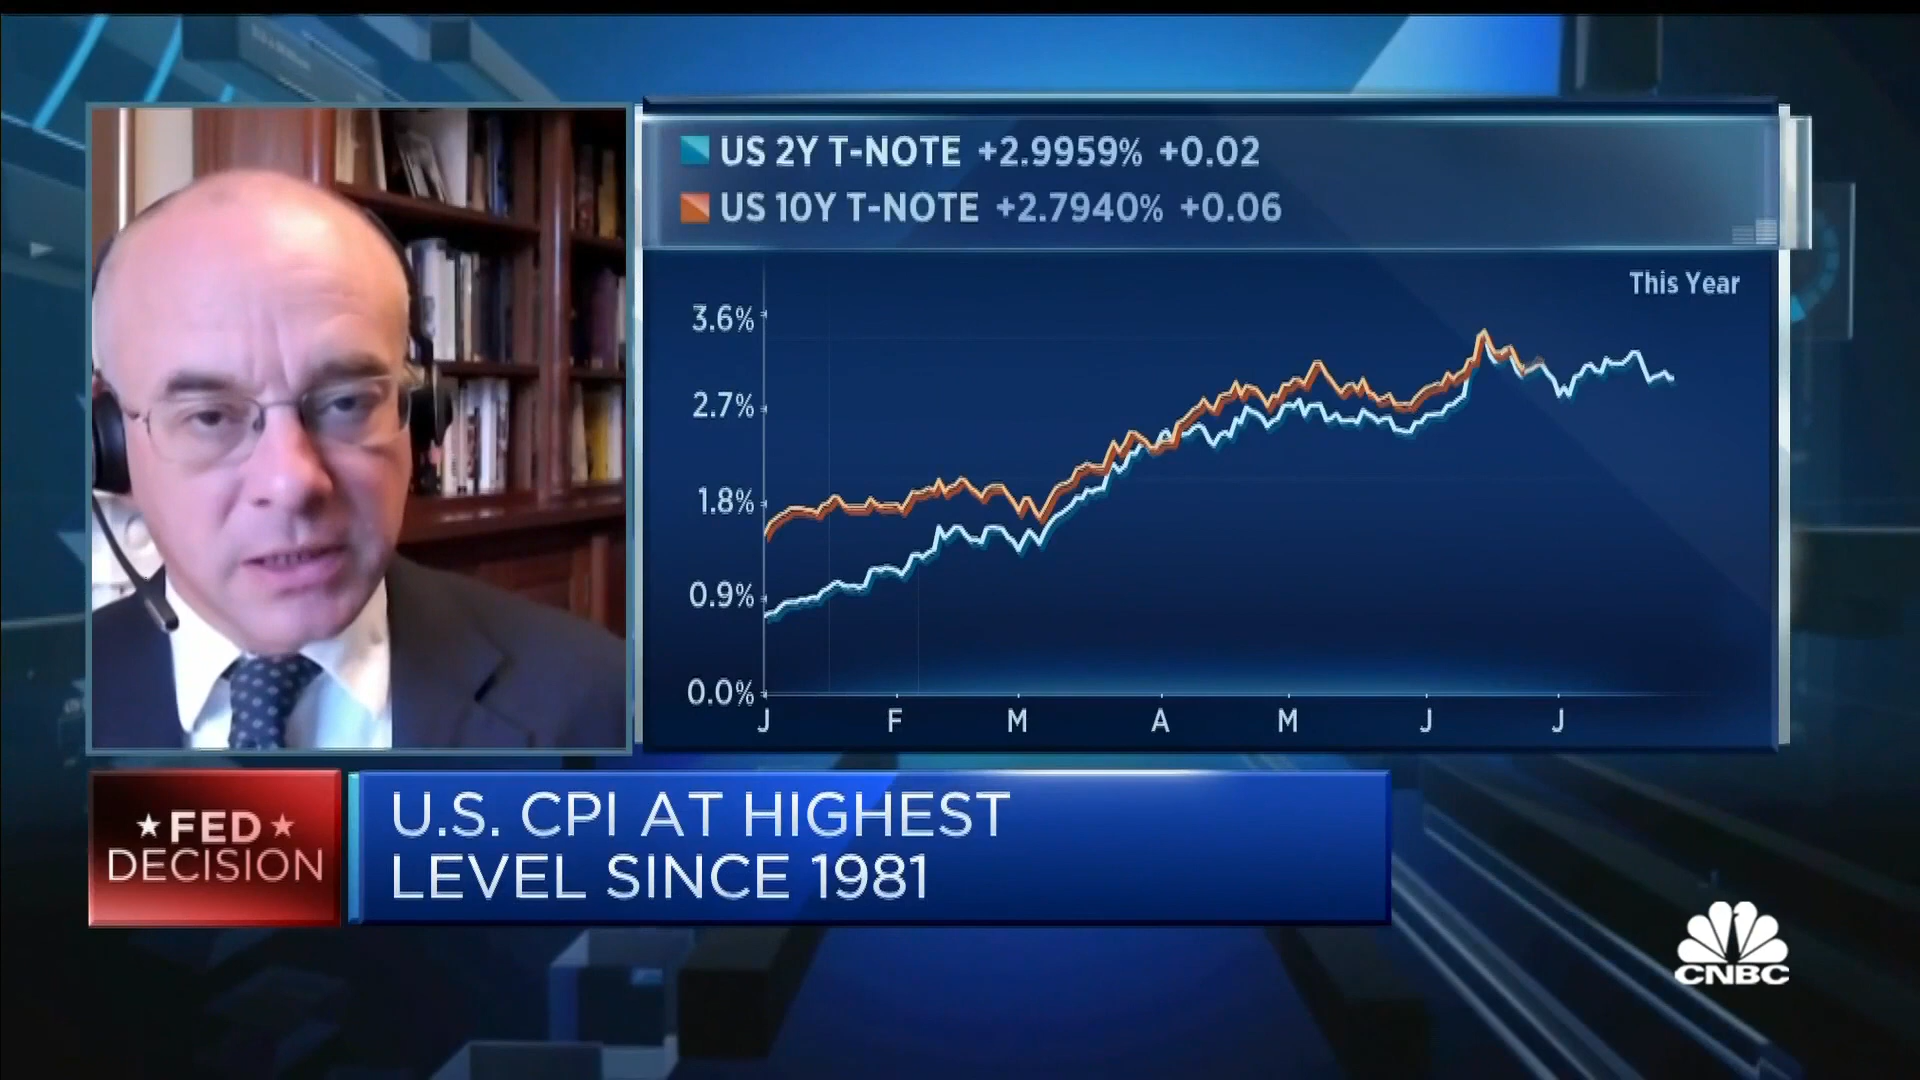 US 2Y T-NOTE +2.9959% +0.02
US 10Y T-NOTE +2.7940% +0.06
This Year
3.6%
2.7%
1.8%
0.9%
0.0%
J F M A M J J
★ FED ★
DECISION
U.S. CPI AT HIGHEST
LEVEL SINCE 1981
CNBC